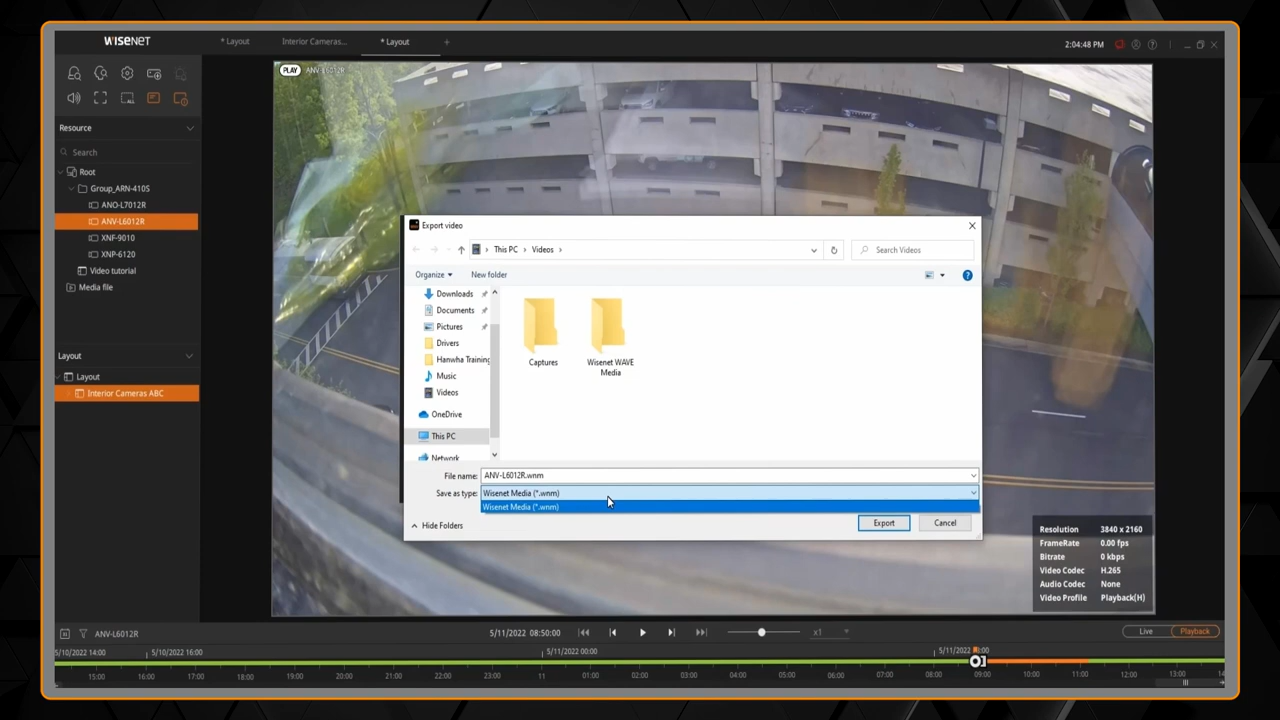 WISENET
* Layout
Interior Cameras...
* Layout
+
2:04:48 PM
ALL
Resource
Search
Root
Group_ARN-410S
ANO-L7012R
ANV-L6012R
XNF-9010
XNP-6120
Video tutorial
Media file
Layout
Layout
Interior Cameras ABC
PLAY
ANV-L6012R
Export video
This PC > Videos >
Search Videos
Organize
New folder
Downloads
Documents
Pictures
Drivers
Hanwha Training
Music
Videos
OneDrive
This PC
Network
Captures
Wisenet WAVE
Media
File name:
ANV-L6012R.wnm
Save as type:
Wisenet Media (*.wnm)
Wisenet Media (*.wnm)
Hide Folders
Export
Cancel
Resolution 3840 x 2160
FrameRate 0.00 fps
Bitrate 0 kbps
Video Codec H.265
Audio Codec None
Video Profile Playback(H)
ANV-L6012R
5/11/2022 08:50:00
x1
Live
Playback
5/10/2022 14:00
5/10/2022 16:00
5/11/2022 00:00
5/11/2022
15:00 16:00 17:00 18:00 19:00 20:00 21:00 22:00 23:00 11 01:00 02:00 03:00 04:00 05:00 06:00 07:00 08:00 09:00 10:00 11:00 12:00 13:00